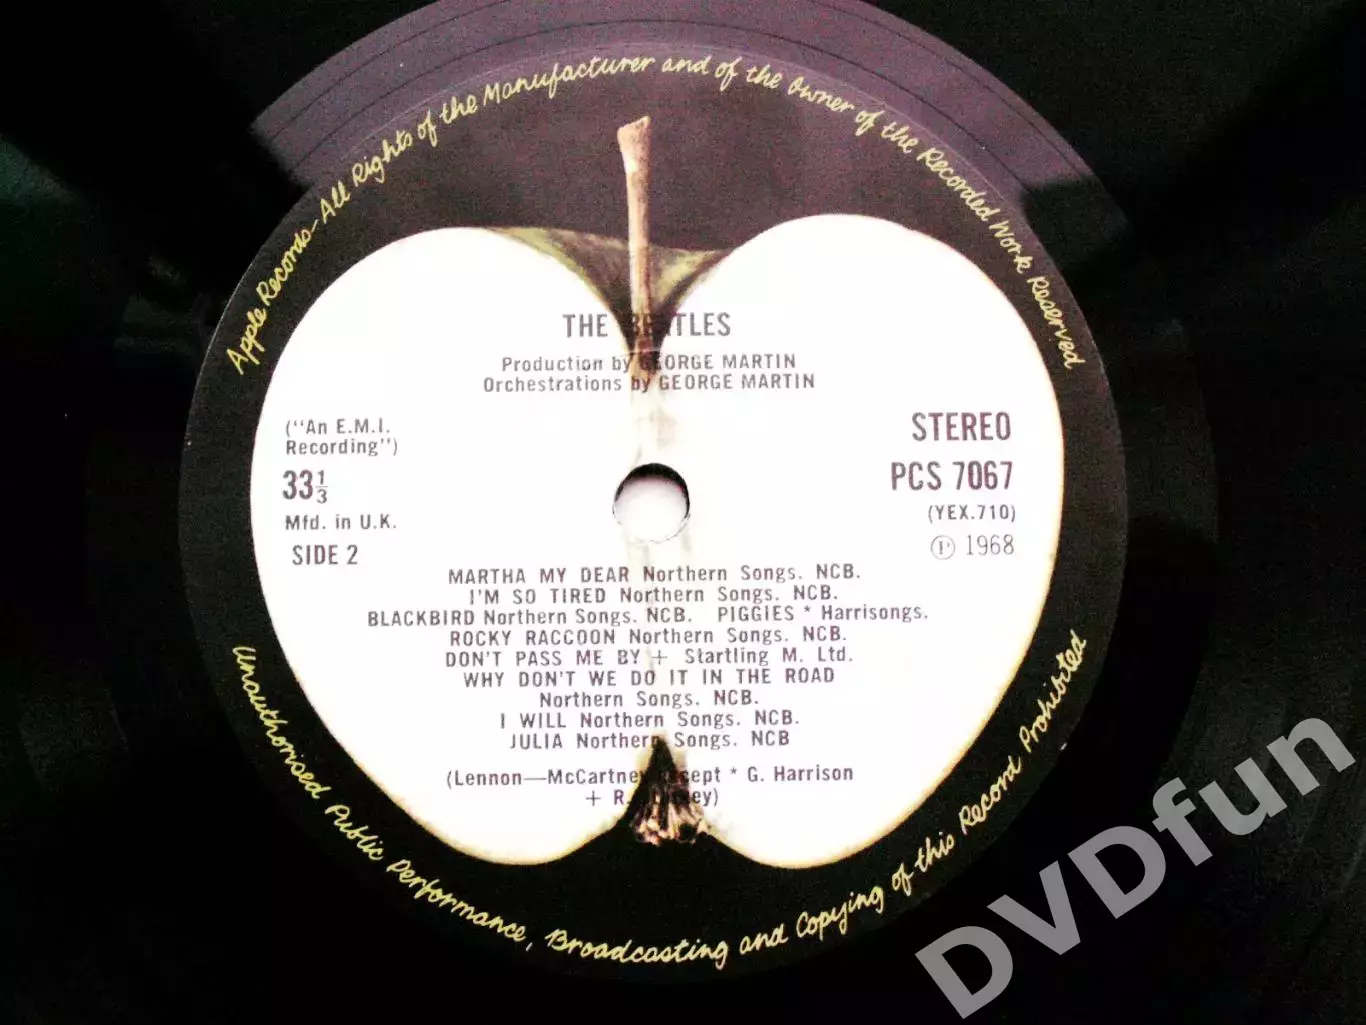 Apple Records – All Rights of the Manufacturer and of the Owner of the Recorded Work Reserved
THE BEATLES
Production by GEORGE MARTIN
Orchestrations by GEORGE MARTIN
("An E.M.I.
Recording")
33⅓
Mfd. in U.K.
SIDE 2
STEREO
PCS 7067
(YEX.710)
Ⓟ 1968
MARTHA MY DEAR Northern Songs. NCB.
I'M SO TIRED Northern Songs. NCB.
BLACKBIRD Northern Songs. NCB. PIGGIES * Harrisongs.
ROCKY RACCOON Northern Songs. NCB.
DON'T PASS ME BY + Startling M. Ltd.
WHY DON'T WE DO IT IN THE ROAD
Northern Songs. NCB.
I WILL Northern Songs. NCB.
JULIA Northern Songs. NCB
(Lennon—McCartney except * G. Harrison
+ R.
Unauthorised Public Performance, Broadcasting and Copying of this Record Prohibited
DVDfun